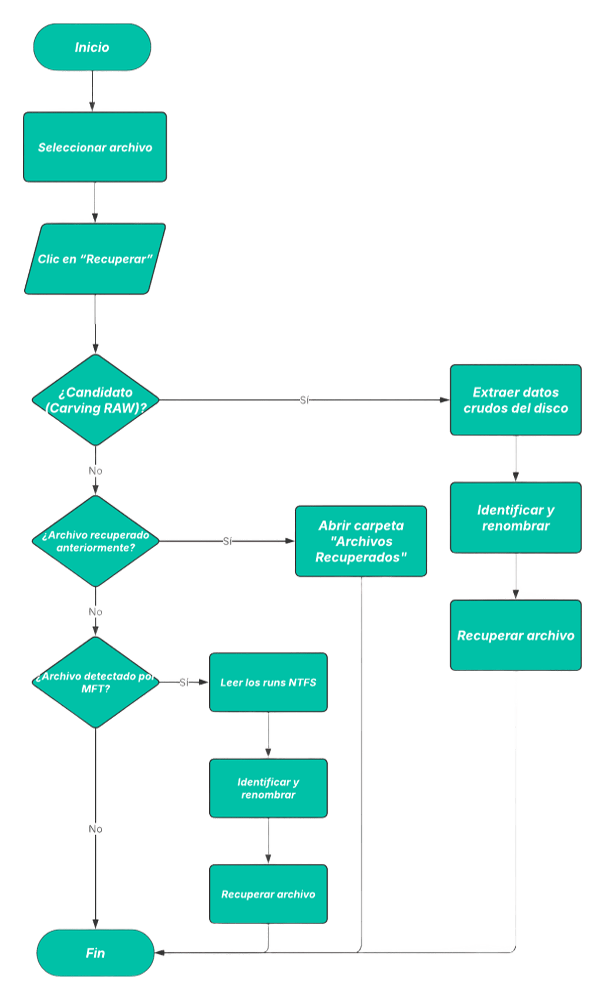 Inicio
Seleccionar archivo
Clic en “Recuperar”
¿Candidato
(Carving RAW)?
Sí
Extraer datos
crudos del disco
No
Identificar y
renombrar
¿Archivo recuperado
anteriormente?
Sí
Abrir carpeta
"Archivos
Recuperados"
No
Recuperar archivo
¿Archivo detectado por
MFT?
Sí
Leer los runs NTFS
Identificar y
renombrar
No
Recuperar archivo
Fin